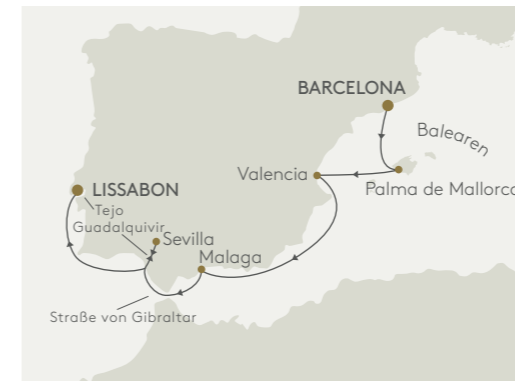 BARCELONA
Balearen
Valencia
Palma de Mallorc
LISSABON
Tejo
Guadalquivir
Sevilla
Malaga
Straße von Gibraltar